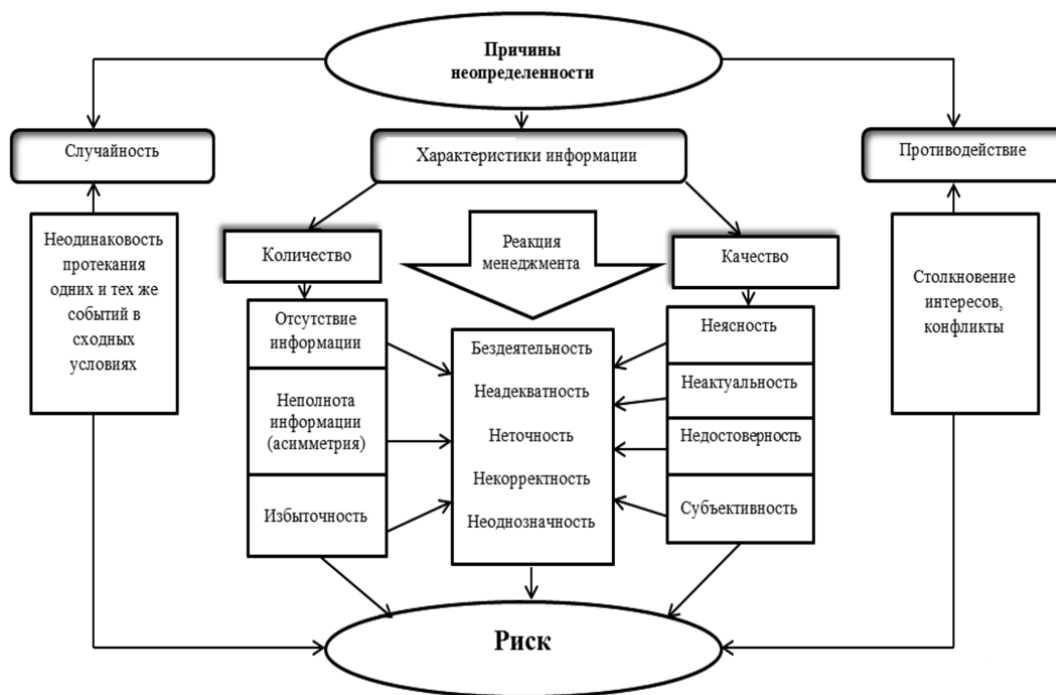 Причины
неопределенности
Случайность
Характеристики информации
Противодействие
Неодинаковость
протекания
одних и тех же
событий в
сходных
условиях
Количество
Реакция
менеджмента
Качество
Столкновение
интересов,
конфликты
Отсутствие
информации
Неполнота
информации
(асимметрия)
Избыточность
Бездеятельность
Неадекватность
Неточность
Некорректность
Неоднозначность
Неясность
Неактуальность
Недостоверность
Субъективность
Риск